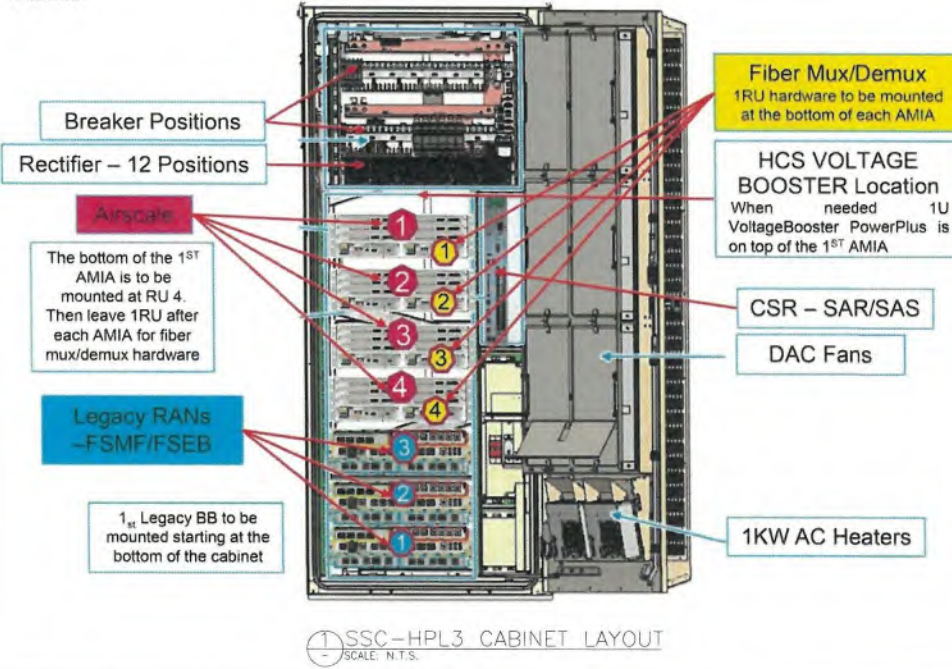 Breaker Positions
Rectifier – 12 Positions
Airscale
The bottom of the 1ST
AMIA is to be
mounted at RU 4.
Then leave 1RU after
each AMIA for fiber
mux/demux hardware
Legacy RANs
–FSMF/FSEB
1st Legacy BB to be
mounted starting at the
bottom of the cabinet
1
1
2
2
3
3
4
4
3
2
1
Fiber Mux/Demux
1RU hardware to be mounted
at the bottom of each AMIA
HCS VOLTAGE
BOOSTER Location
When needed 1U
VoltageBooster PowerPlus is
on top of the 1ST AMIA
CSR – SAR/SAS
DAC Fans
1KW AC Heaters
1
-
SSC-HPL3 CABINET LAYOUT
SCALE: N.T.S.